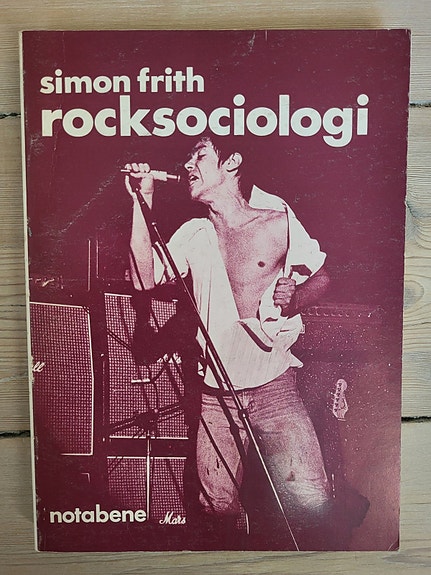 simon frith
rocksociologi
notabene
Mars